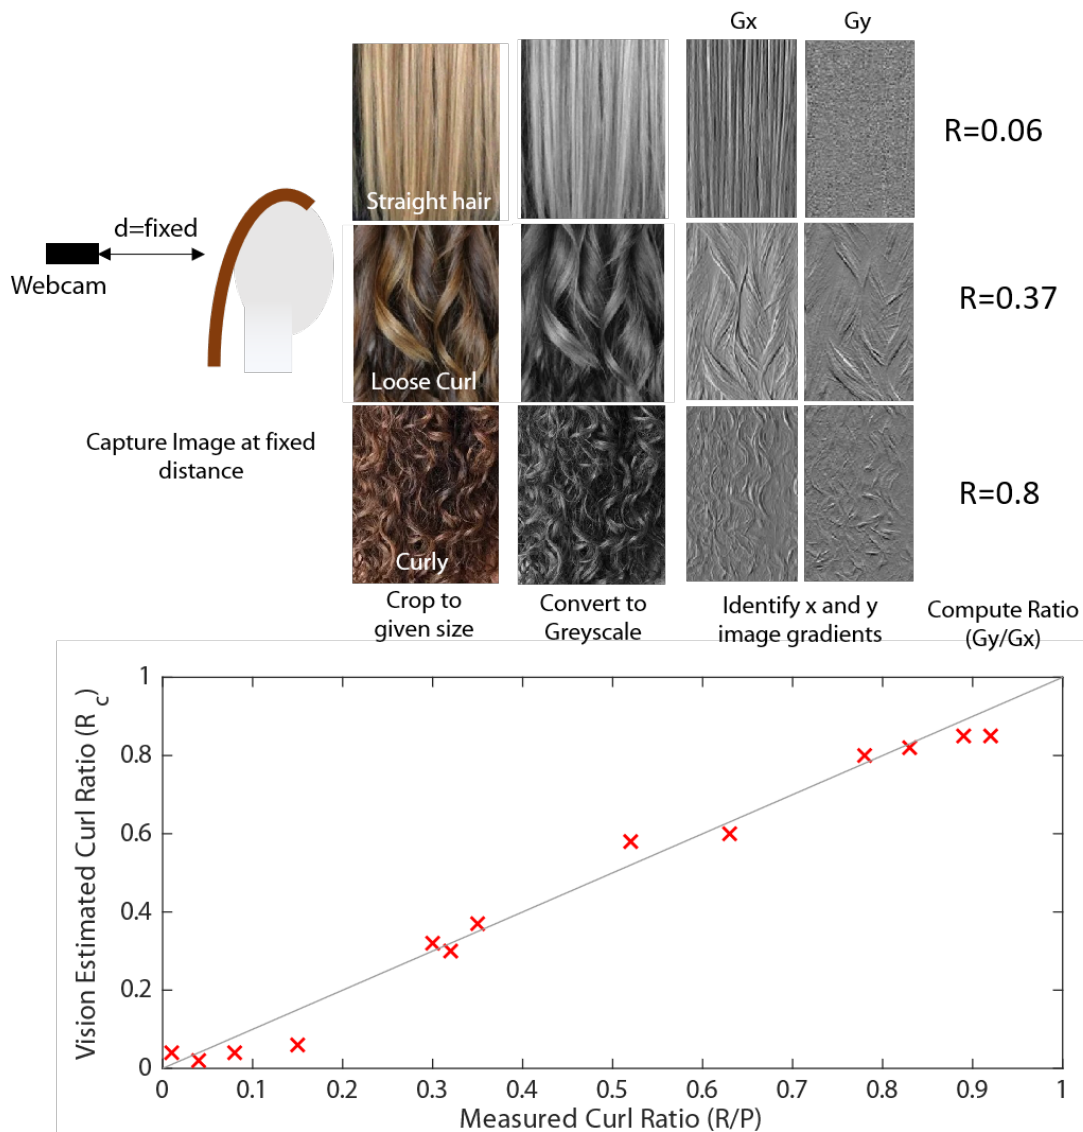 Gx
Gy
Straight hair
R=0.06
d=fixed
Webcam
Loose Curl
R=0.37
Capture Image at fixed
distance
Curly
R=0.8
Crop to
given size
Convert to
Greyscale
Identify x and y
image gradients
Compute Ratio
(Gy/Gx)
Vision Estimated Curl Ratio (R_c)
1
0.8
0.6
0.4
0.2
0
0 0.1 0.2 0.3 0.4 0.5 0.6 0.7 0.8 0.9 1
Measured Curl Ratio (R/P)